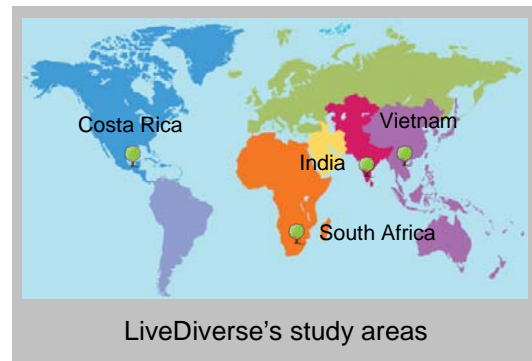 Costa Rica
Vietnam
India
South Africa
LiveDiverse's study areas